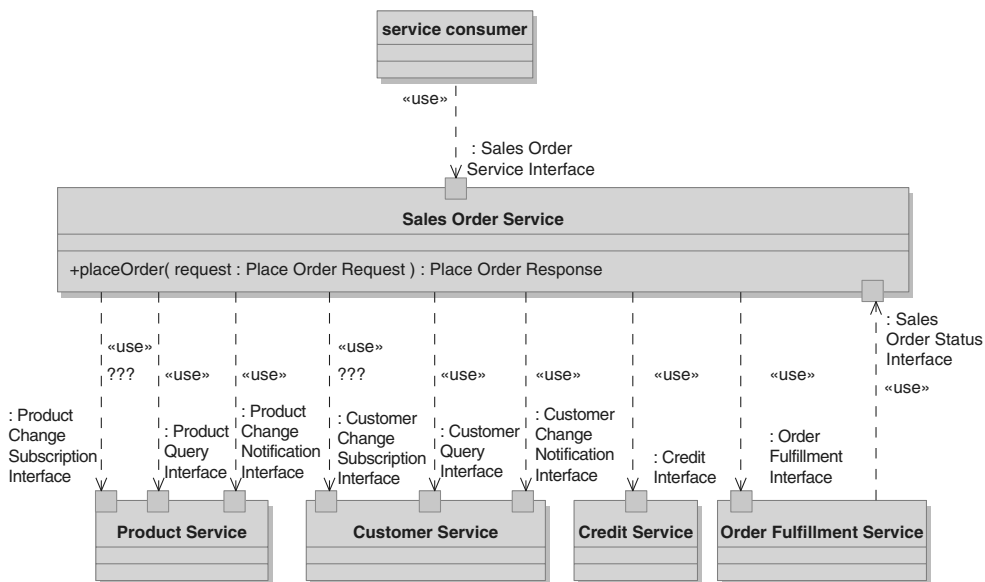 service consumer
«use»
: Sales Order
Service Interface
Sales Order Service
+placeOrder( request : Place Order Request ) : Place Order Response
«use»
???
: Product
Change
Subscription
Interface
«use»
: Product
Query
Interface
«use»
: Product
Change
Notification
Interface
«use»
???
: Customer
Change
Subscription
Interface
«use»
: Customer
Query
Interface
«use»
: Customer
Change
Notification
Interface
«use»
: Credit
Interface
«use»
: Order
Fulfillment
Interface
: Sales
Order Status
Interface
«use»
Product Service
Customer Service
Credit Service
Order Fulfillment Service